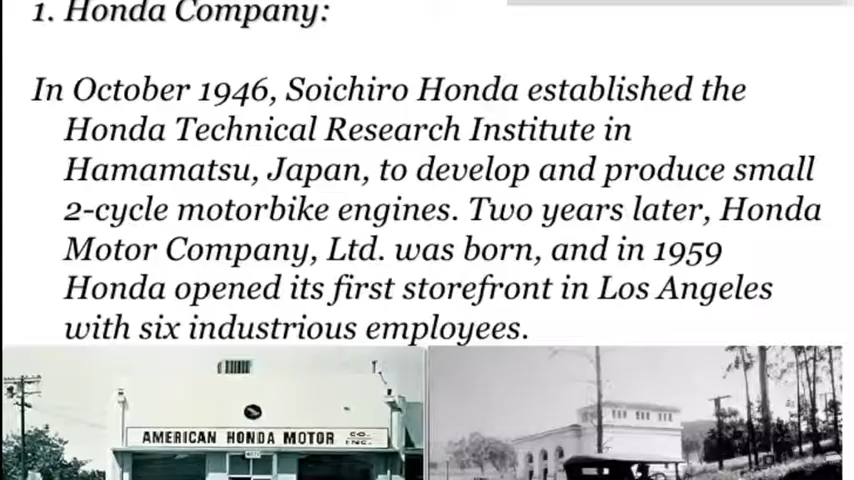 1. Honda Company:
In October 1946, Soichiro Honda established the
Honda Technical Research Institute in
Hamamatsu, Japan, to develop and produce small
2-cycle motorbike engines. Two years later, Honda
Motor Company, Ltd. was born, and in 1959
Honda opened its first storefront in Los Angeles
with six industrious employees.
AMERICAN HONDA MOTOR CO. INC.